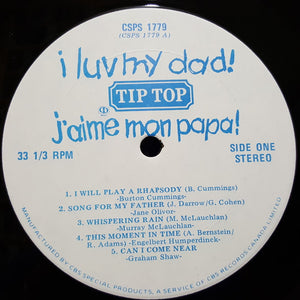 CSPS 1779
(CSPS 1779 A)
i luv my dad!
TIP TOP
j'aime mon papa!
33 1/3 RPM
SIDE ONE
STEREO
1. I WILL PLAY A RHAPSODY (B. Cummings)
-Burton Cummings
2. SONG FOR MY FATHER (J. Darrow/G. Cohen)
-Jane Olivor
3. WHISPERING RAIN (M. McLauchlan)
-Murray McLauchlan
4. THIS MOMENT IN TIME (A. Bernstein/
R. Adams) -Engelbert Humperdinck
5. CAN I COME NEAR
-Graham Shaw
MANUFACTURED BY CBS SPECIAL PRODUCTS, A SERVICE OF CBS RECORDS CANADA LIMITED